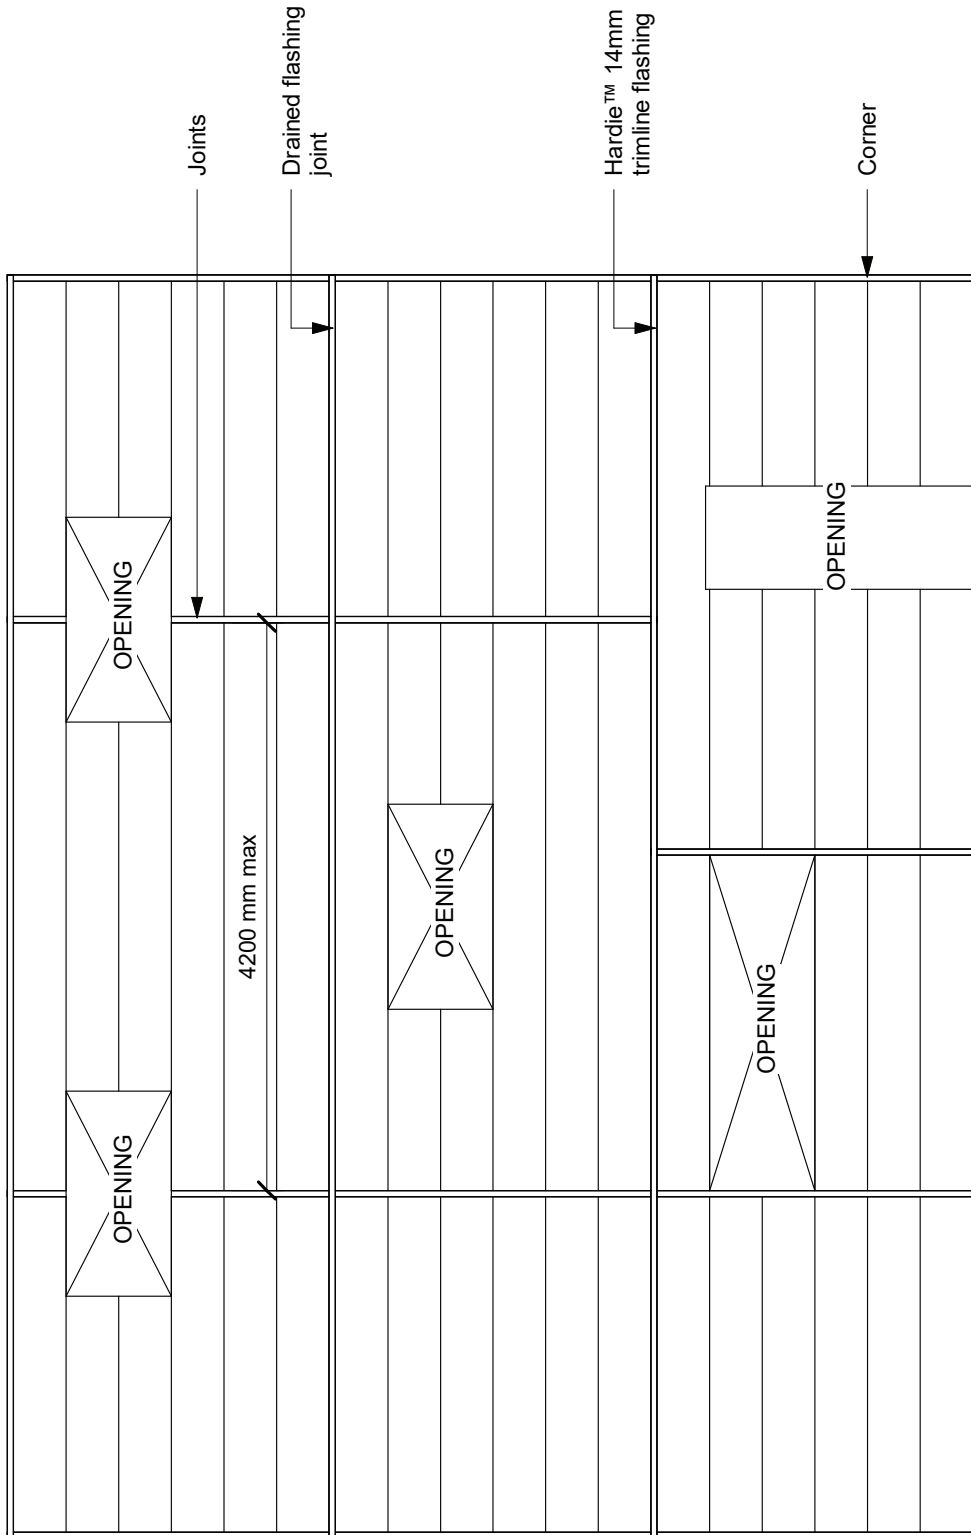 Joints
Drained flashing
joint
Hardie™ 14mm
trimline flashing
Corner
OPENING
OPENING
4200 mm max
OPENING
OPENING
OPENING